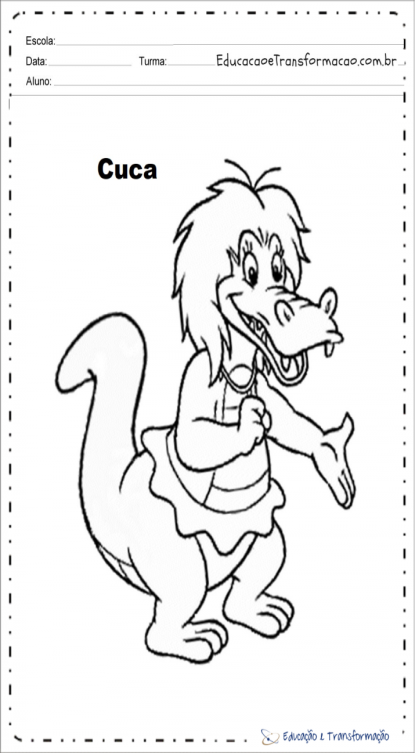 Escola:
Data: Turma: EducacaoeTransformacao.com.br
Aluno:
Cuca
Educação e Transformação